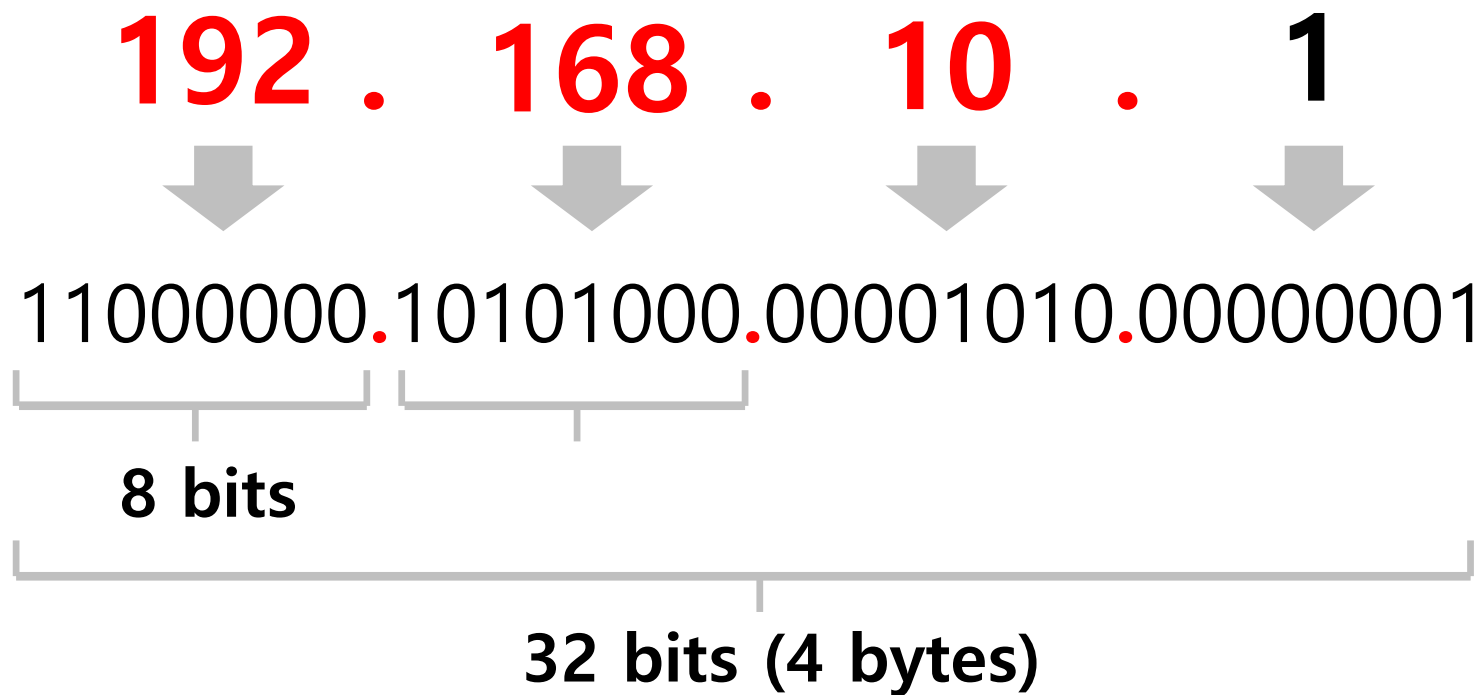 192 . 168 . 10 . 1
11000000.10101000.00001010.00000001
8 bits
32 bits (4 bytes)